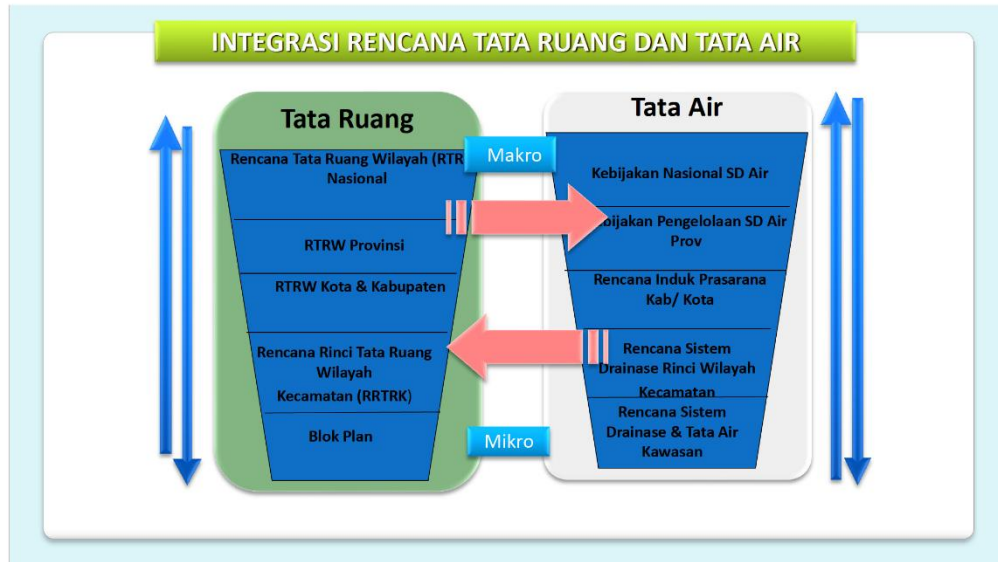 INTEGRASI RENCANA TATA RUANG DAN TATA AIR
Tata Ruang
Rencana Tata Ruang Wilayah (RTR
Nasional
RTRW Provinsi
RTRW Kota & Kabupaten
Rencana Rinci Tata Ruang
Wilayah
Kecamatan (RRTRK)
Blok Plan
Makro
Mikro
Tata Air
Kebijakan Nasional SD Air
bijakan Pengelolaan SD Air
Prov
Rencana Induk Prasarana
Kab/ Kota
Rencana Sistem
Drainase Rinci Wilayah
Kecamatan
Rencana Sistem
Drainase & Tata Air
Kawasan